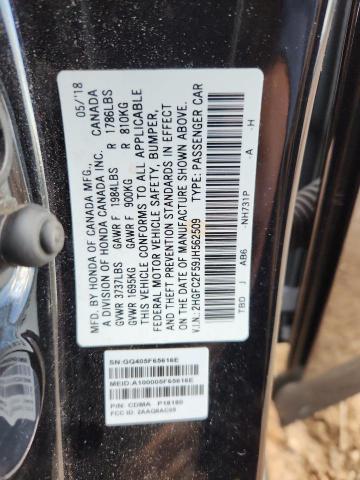 05/'18
MFD. BY HONDA OF CANADA MFG.,
A DIVISION OF HONDA CANADA INC. CANADA
GVWR 3737LBS GAWR F 1984LBS R 1786LBS
GVWR 1695KG GAWR F 900KG R 810KG
THIS VEHICLE CONFORMS TO ALL APPLICABLE
FEDERAL MOTOR VEHICLE SAFETY, BUMPER,
AND THEFT PREVENTION STANDARDS IN EFFECT
ON THE DATE OF MANUFACTURE SHOWN ABOVE.
V.I.N. 2HGFC2F59JH562509 TYPE: PASSENGER CAR
TBD J AB6 -NH731P -A -H
SN:GQ405F65616E
MEID:A100005F65616E
P/N: CDMA P18180
FCC ID: